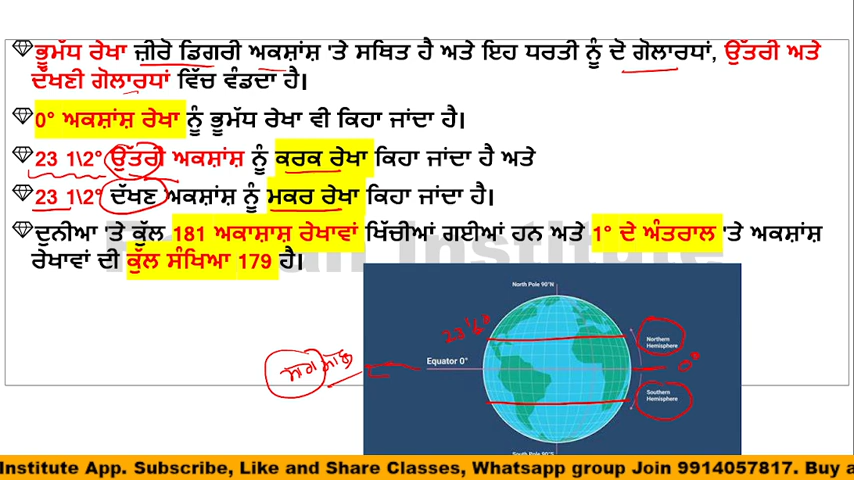 ਭੂਮੱਧ ਰੇਖਾ ਜ਼ੀਰੋ ਡਿਗਰੀ ਅਕਸ਼ਾਂਸ਼ 'ਤੇ ਸਥਿਤ ਹੈ ਅਤੇ ਇਹ ਧਰਤੀ ਨੂੰ ਦੋ ਗੋਲਾਰਧਾਂ, ਉੱਤਰੀ ਅਤੇ
ਦੱਖਣੀ ਗੋਲਾਰਧਾਂ ਵਿੱਚ ਵੰਡਦਾ ਹੈ।
0° ਅਕਸ਼ਾਂਸ਼ ਰੇਖਾ ਨੂੰ ਭੂਮੱਧ ਰੇਖਾ ਵੀ ਕਿਹਾ ਜਾਂਦਾ ਹੈ।
23 1\2° ਉੱਤਰੀ ਅਕਸ਼ਾਂਸ਼ ਨੂੰ ਕਰਕ ਰੇਖਾ ਕਿਹਾ ਜਾਂਦਾ ਹੈ ਅਤੇ
23 1\2° ਦੱਖਣ ਅਕਸ਼ਾਂਸ਼ ਨੂੰ ਮਕਰ ਰੇਖਾ ਕਿਹਾ ਜਾਂਦਾ ਹੈ।
ਦੁਨੀਆ 'ਤੇ ਕੁੱਲ 181 ਅਕਾਸ਼ਾਸ਼ ਰੇਖਾਵਾਂ ਖਿੱਚੀਆਂ ਗਈਆਂ ਹਨ ਅਤੇ 1° ਦੇ ਅੰਤਰਾਲ 'ਤੇ ਅਕਸ਼ਾਂਸ਼
ਰੇਖਾਵਾਂ ਦੀ ਕੁੱਲ ਸੰਖਿਆ 179 ਹੈ।
Institute
North Pole 90°N
Northern
Hemisphere
Equator 0°
0°
Southern
Hemisphere
South Pole 90°S
Institute App. Subscribe, Like and Share Classes, Whatsapp group Join 9914057817. Buy a